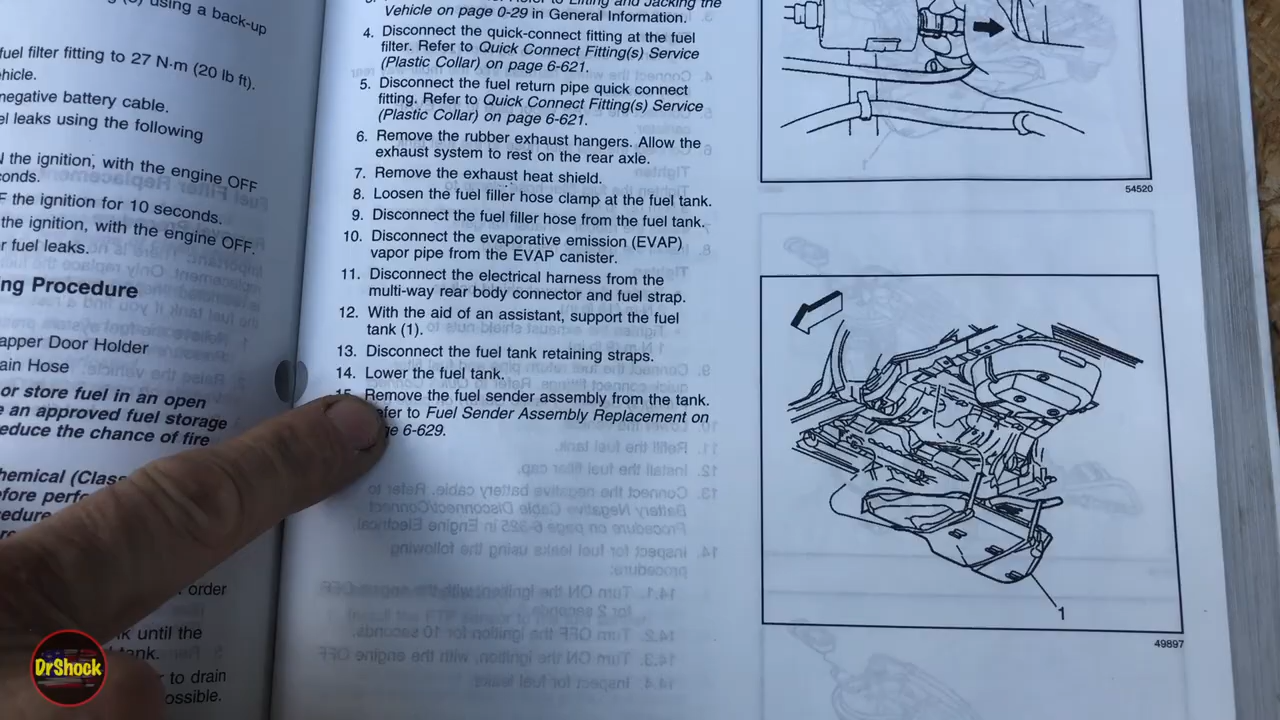 using a back-up
fuel filter fitting to 27 N·m (20 lb ft).
hicle.
negative battery cable.
el leaks using the following
the ignition, with the engine OFF
conds.
F the ignition for 10 seconds.
the ignition, with the engine OFF.
r fuel leaks.
ng Procedure
apper Door Holder
ain Hose
or store fuel in an open
e an approved fuel storage
educe the chance of fire
hemical (Class
efore perf
edure
order
until the
tank.
to drain
ossible.
Refer to Lifting and Jacking the
Vehicle on page 0-29 in General Information.
4. Disconnect the quick-connect fitting at the fuel
filter. Refer to Quick Connect Fitting(s) Service
(Plastic Collar) on page 6-621.
5. Disconnect the fuel return pipe quick connect
fitting. Refer to Quick Connect Fitting(s) Service
(Plastic Collar) on page 6-621.
6. Remove the rubber exhaust hangers. Allow the
exhaust system to rest on the rear axle.
7. Remove the exhaust heat shield.
8. Loosen the fuel filler hose clamp at the fuel tank.
9. Disconnect the fuel filler hose from the fuel tank.
10. Disconnect the evaporative emission (EVAP)
vapor pipe from the EVAP canister.
11. Disconnect the electrical harness from the
multi-way rear body connector and fuel strap.
12. With the aid of an assistant, support the fuel
tank (1).
13. Disconnect the fuel tank retaining straps.
14. Lower the fuel tank.
15. Remove the fuel sender assembly from the tank.
efer to Fuel Sender Assembly Replacement on
ge 6-629.
54520
1
49897
DrShock